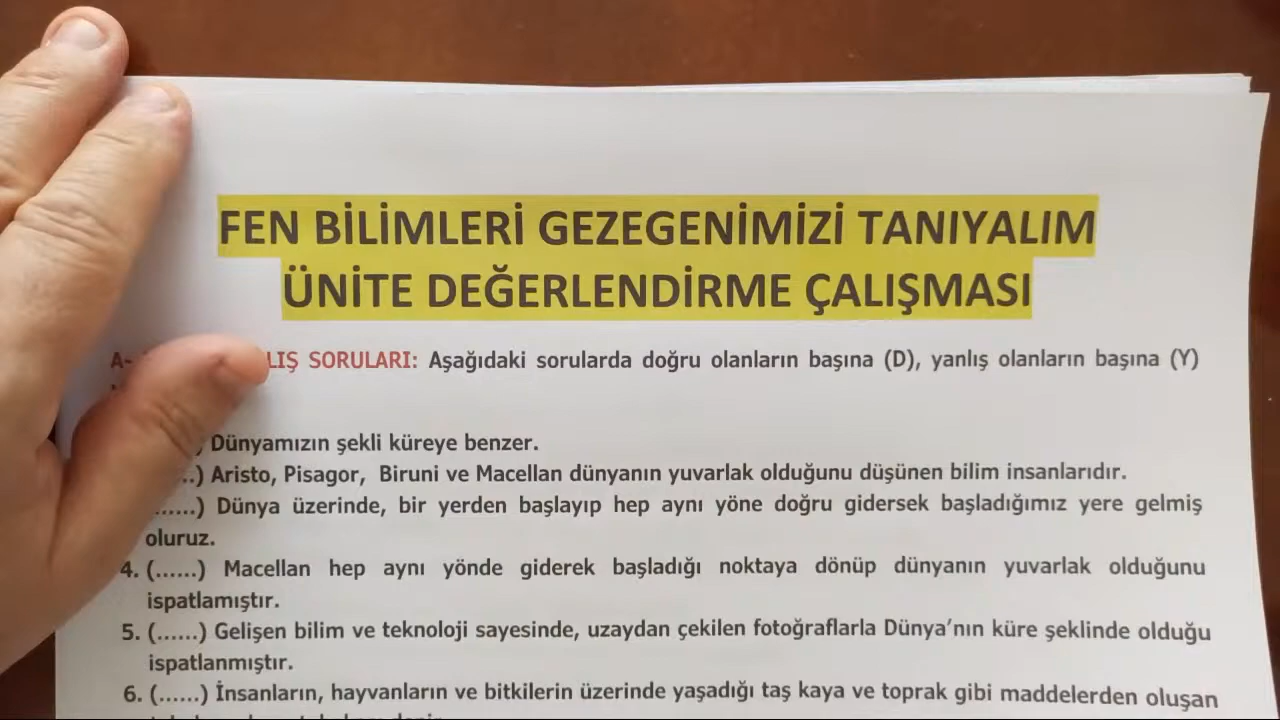 FEN BİLİMLERİ GEZEGENİMİZİ TANIYALIM
ÜNİTE DEĞERLENDİRME ÇALIŞMASI
A- LIŞ SORULARI: Aşağıdaki sorularda doğru olanların başına (D), yanlış olanların başına (Y)
) Dünyamızın şekli küreye benzer.
..) Aristo, Pisagor, Biruni ve Macellan dünyanın yuvarlak olduğunu düşünen bilim insanlarıdır.
......) Dünya üzerinde, bir yerden başlayıp hep aynı yöne doğru gidersek başladığımız yere gelmiş
oluruz.
4. (......) Macellan hep aynı yönde giderek başladığı noktaya dönüp dünyanın yuvarlak olduğunu
ispatlamıştır.
5. (......) Gelişen bilim ve teknoloji sayesinde, uzaydan çekilen fotoğraflarla Dünya'nın küre şeklinde olduğu
ispatlanmıştır.
6. (......) İnsanların, hayvanların ve bitkilerin üzerinde yaşadığı taş kaya ve toprak gibi maddelerden oluşan